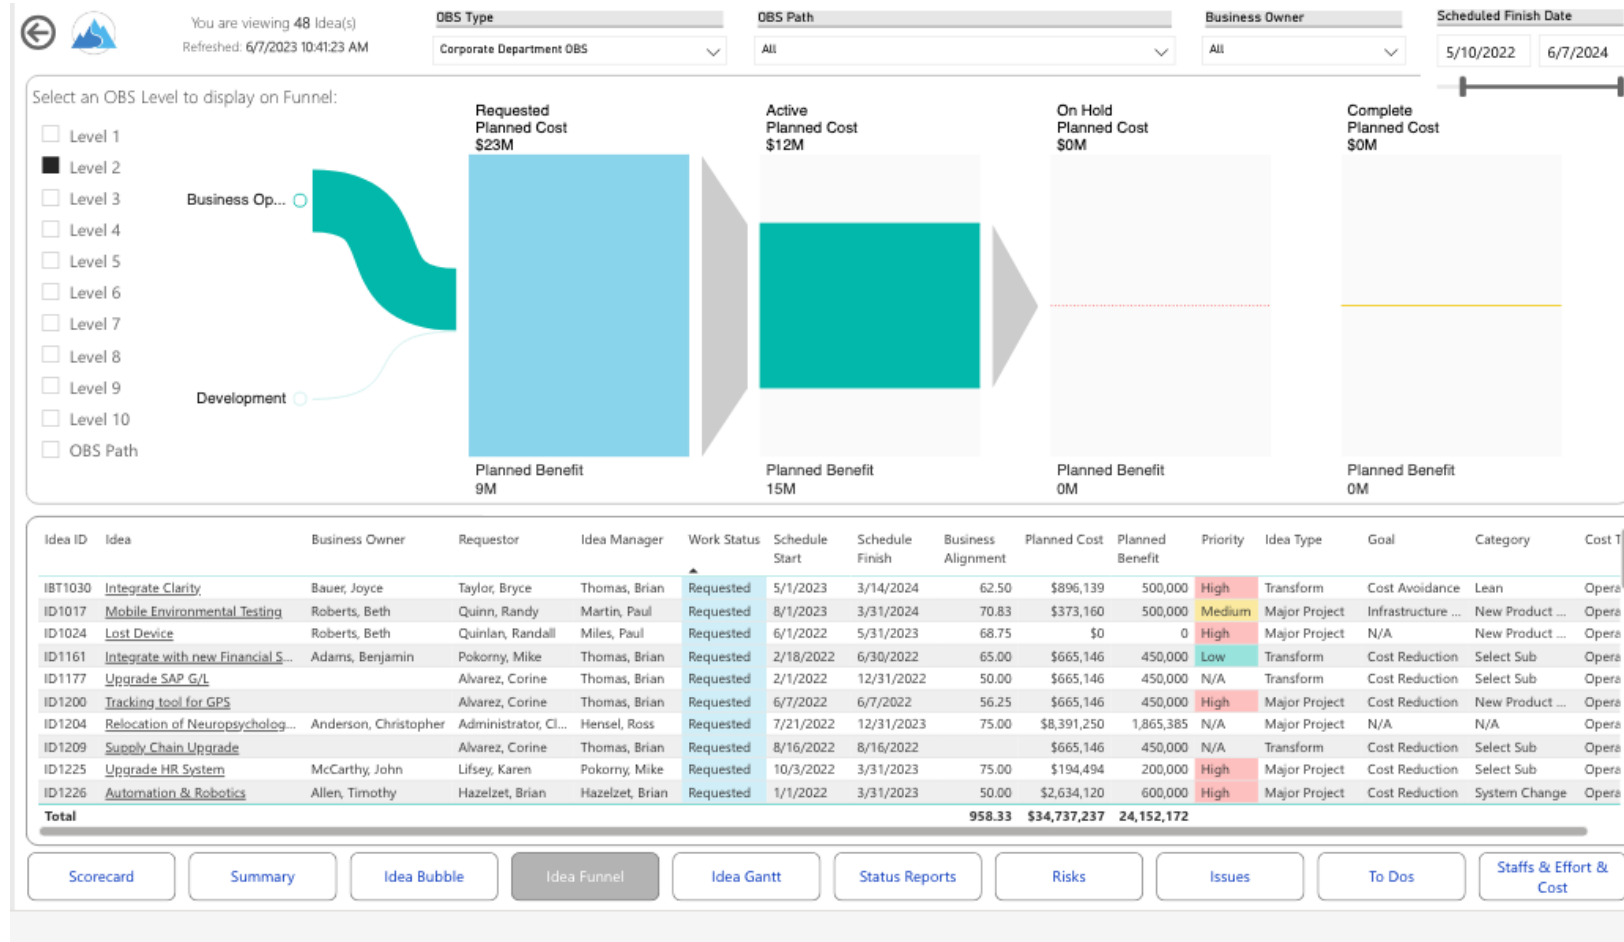 You are viewing 48 Idea(s)
Refreshed: 6/7/2023 10:41:23 AM
OBS Type
Corporate Department OBS
OBS Path
All
Business Owner
All
Scheduled Finish Date
5/10/2022 6/7/2024
Select an OBS Level to display on Funnel:
Level 1
Level 2
Level 3
Level 4
Level 5
Level 6
Level 7
Level 8
Level 9
Level 10
OBS Path
Business Op...
Development
Requested
Planned Cost
$23M
Planned Benefit
9M
Active
Planned Cost
$12M
Planned Benefit
15M
On Hold
Planned Cost
$0M
Planned Benefit
0M
Complete
Planned Cost
$0M
Planned Benefit
0M
Idea ID Idea Business Owner Requestor Idea Manager Work Status Schedule Start Schedule Finish Business Alignment Planned Cost Planned Benefit Priority Idea Type Goal Category Cost T
IBT1030 Integrate Clarity Bauer, Joyce Taylor, Bryce Thomas, Brian Requested 5/1/2023 3/14/2024 62.50 $896,139 500,000 High Transform Cost Avoidance Lean Opera
ID1017 Mobile Environmental Testing Roberts, Beth Quinn, Randy Martin, Paul Requested 8/1/2023 3/31/2024 70.83 $373,160 500,000 Medium Major Project Infrastructure ... New Product ... Opera
ID1024 Lost Device Roberts, Beth Quinlan, Randall Miles, Paul Requested 6/1/2022 5/31/2023 68.75 $0 0 High Major Project N/A New Product ... Opera
ID1161 Integrate with new Financial S... Adams, Benjamin Pokorny, Mike Thomas, Brian Requested 2/18/2022 6/30/2022 65.00 $665,146 450,000 Low Transform Cost Reduction Select Sub Opera
ID1177 Upgrade SAP G/L Alvarez, Corine Thomas, Brian Requested 2/1/2022 12/31/2022 50.00 $665,146 450,000 N/A Transform Cost Reduction Select Sub Opera
ID1200 Tracking tool for GPS Alvarez, Corine Thomas, Brian Requested 6/7/2022 6/7/2022 56.25 $665,146 450,000 High Major Project Cost Reduction New Product ... Opera
ID1204 Relocation of Neuropsycholog... Anderson, Christopher Administrator, Cl... Hensel, Ross Requested 7/21/2022 12/31/2023 75.00 $8,391,250 1,865,385 N/A Major Project N/A N/A Opera
ID1209 Supply Chain Upgrade Alvarez, Corine Thomas, Brian Requested 8/16/2022 8/16/2022 $665,146 450,000 N/A Transform Cost Reduction Select Sub Opera
ID1225 Upgrade HR System McCarthy, John Lifsey, Karen Pokorny, Mike Requested 10/3/2022 3/31/2023 75.00 $194,494 200,000 High Major Project Cost Reduction Select Sub Opera
ID1226 Automation & Robotics Allen, Timothy Hazelzet, Brian Hazelzet, Brian Requested 1/1/2022 3/31/2023 50.00 $2,634,120 600,000 High Major Project Cost Reduction System Change Opera
Total 958.33 $34,737,237 24,152,172
Scorecard
Summary
Idea Bubble
Idea Funnel
Idea Gantt
Status Reports
Risks
Issues
To Dos
Staffs & Effort &
Cost